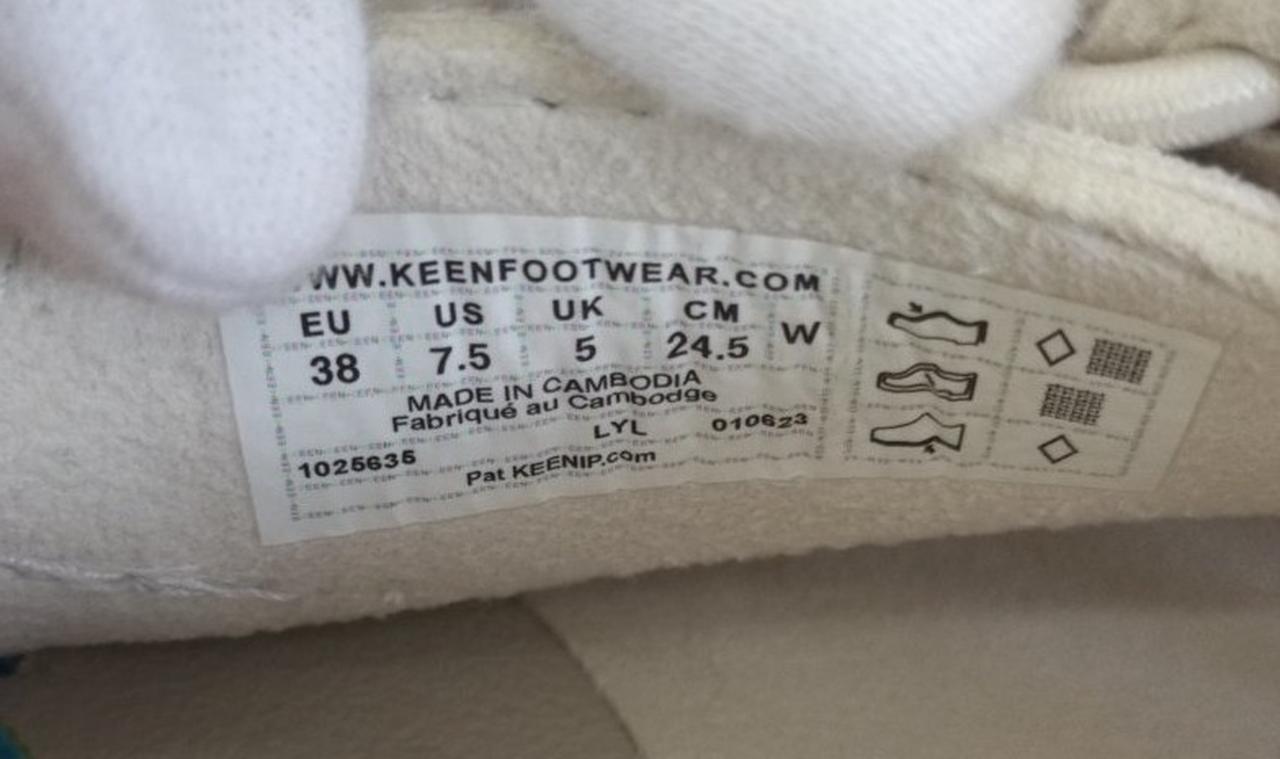 WW.KEENFOOTWEAR.COM
EU US UK CM W
38 7.5 5 24.5
MADE IN CAMBODIA
Fabriqué au Cambodge
LYL 010623
1025635
Pat KEENIP.com